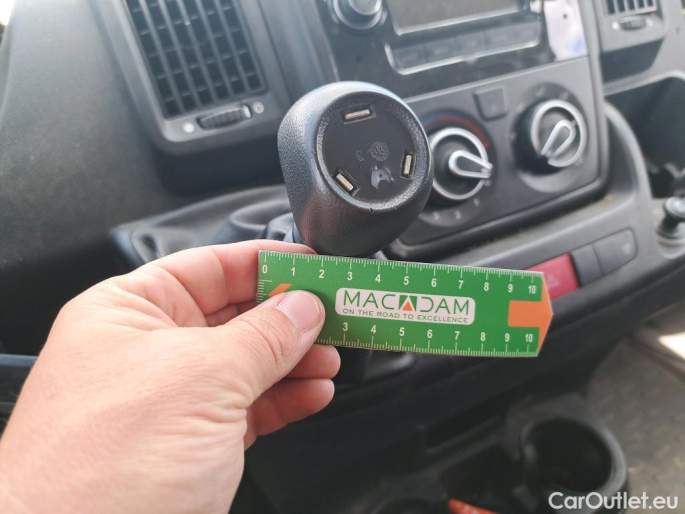 0 1 2 3 4 5 6 7 8 9 10
MACADAM
ON THE ROAD TO EXCELLENCE
3 4 5 6 7 8 9 10
CarOutlet.eu